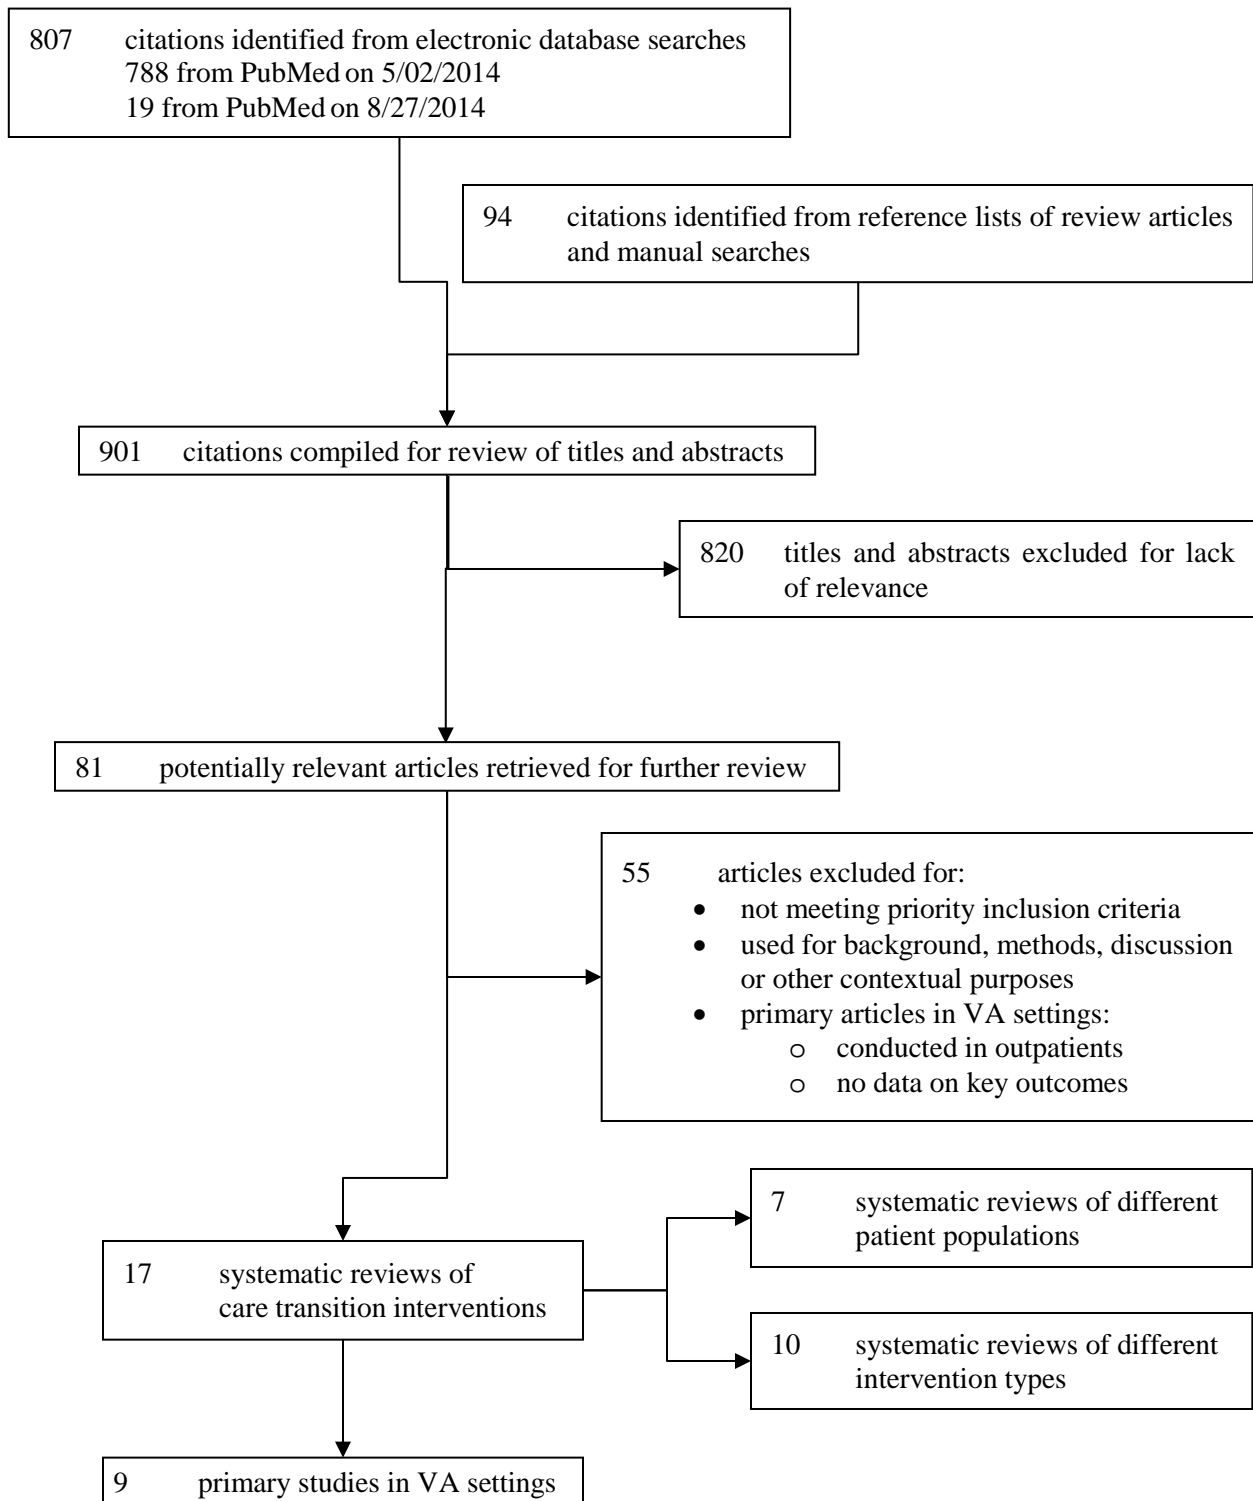 807 citations identified from electronic database searches
788 from PubMed on 5/02/2014
19 from PubMed on 8/27/2014
94 citations identified from reference lists of review articles
and manual searches
901 citations compiled for review of titles and abstracts
820 titles and abstracts excluded for lack
of relevance
81 potentially relevant articles retrieved for further review
55 articles excluded for:
• not meeting priority inclusion criteria
• used for background, methods, discussion
or other contextual purposes
• primary articles in VA settings:
o conducted in outpatients
o no data on key outcomes
7 systematic reviews of different
patient populations
17 systematic reviews of
care transition interventions
10 systematic reviews of different
intervention types
9 primary studies in VA settings